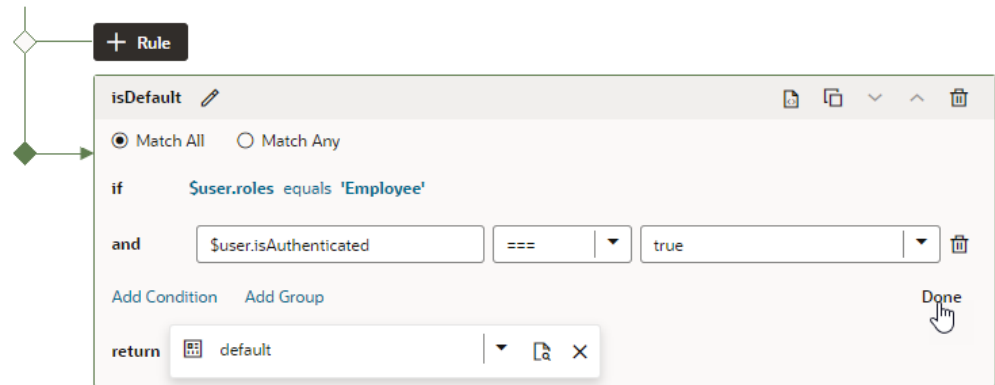 + Rule
isDefault
Match All Match Any
if $user.roles equals 'Employee'
and $user.isAuthenticated === true
Add Condition Add Group Done
return default